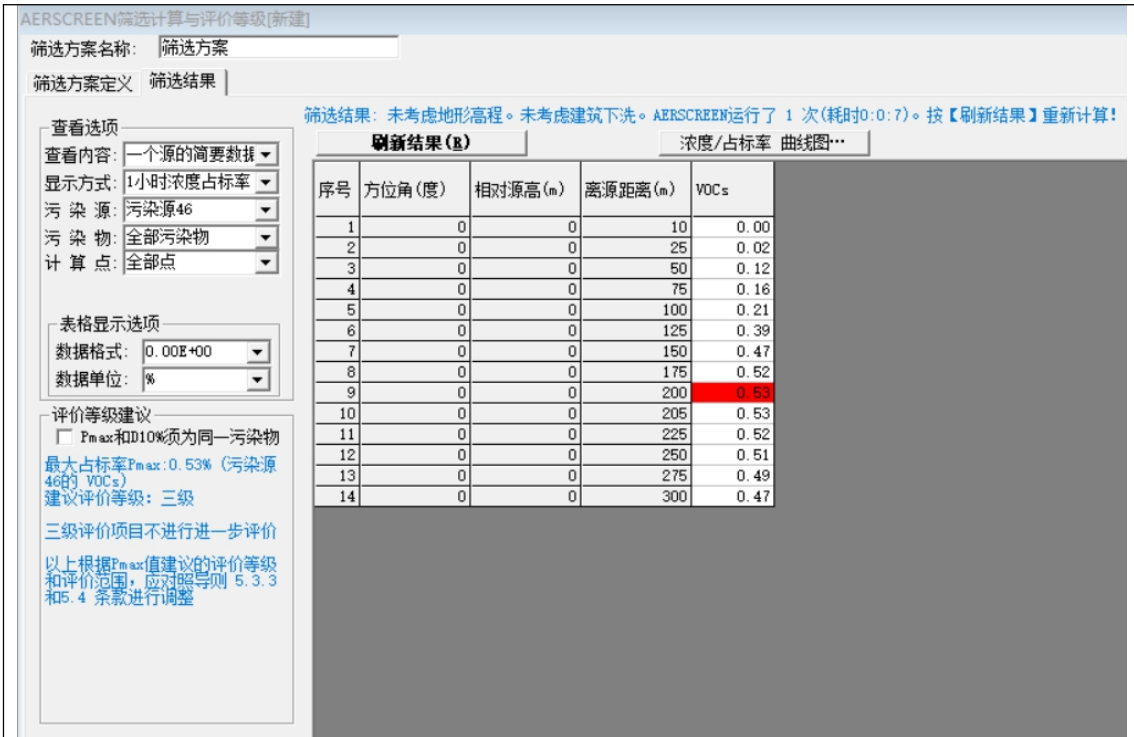 AERSCREEN筛选计算与评价等级[新建]
筛选方案名称: 筛选方案
筛选方案定义 筛选结果
筛选结果: 未考虑地形高程。未考虑建筑下洗。AERSCREEN运行了 1 次(耗时0:0:7)。按【刷新结果】重新计算!
查看选项
查看内容: 一个源的简要数据
显示方式: 1小时浓度占标率
污 染 源: 污染源46
污 染 物: 全部污染物
计 算 点: 全部点
表格显示选项
数据格式: 0.00E+00
数据单位: %
评价等级建议
Pmax和D10%须为同一污染物
最大占标率Pmax:0.53% (污染源
46的 VOCs)
建议评价等级: 三级
三级评价项目不进行进一步评价
以上根据Pmax值建议的评价等级
和评价范围,应对照导则 5.3.3
和5.4 条款进行调整
刷新结果(R) 浓度/占标率 曲线图…
序号 方位角(度) 相对源高(m) 离源距离(m) VOCs
1 0 0 10 0.00
2 0 0 25 0.02
3 0 0 50 0.12
4 0 0 75 0.16
5 0 0 100 0.21
6 0 0 125 0.39
7 0 0 150 0.47
8 0 0 175 0.52
9 0 0 200 0.53
10 0 0 205 0.53
11 0 0 225 0.52
12 0 0 250 0.51
13 0 0 275 0.49
14 0 0 300 0.47